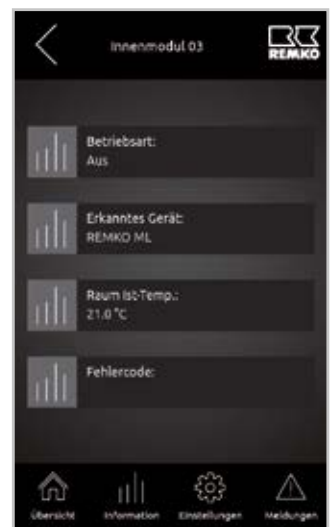 Innenmodul 03
REMKO
Betriebsart:
Aus
Erkanntes Gerät:
REMKO ML
Raum Ist-Temp.:
21.0 °C
Fehlercode:
Übersicht
Information
Einstellungen
Meldungen